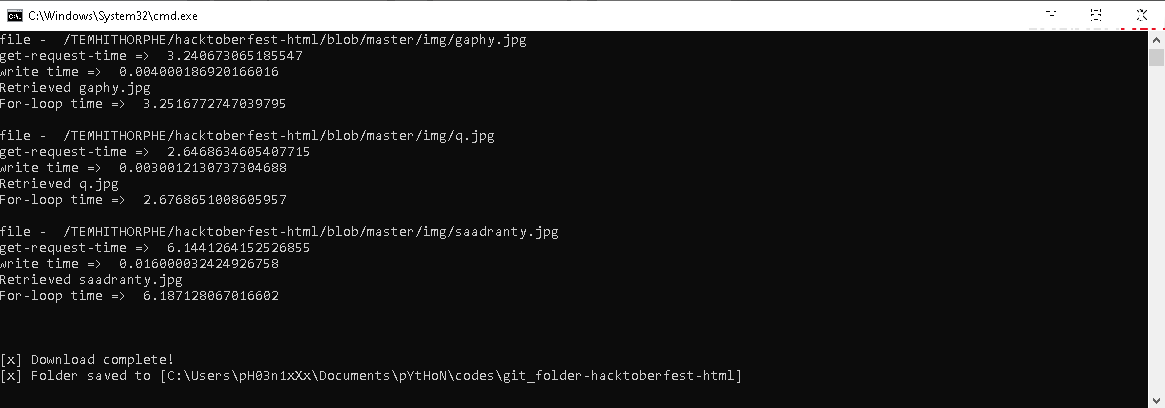 C:\Windows\System32\cmd.exe
file -  /TEMHITHORPHE/hacktoberfest-html/blob/master/img/gaphy.jpg
get-request-time =>  3.240673065185547
write time =>  0.004000186920166016
Retrieved gaphy.jpg
For-loop time =>  3.2516772747039795
file -  /TEMHITHORPHE/hacktoberfest-html/blob/master/img/q.jpg
get-request-time =>  2.6468634605407715
write time =>  0.0030012130737304688
Retrieved q.jpg
For-loop time =>  2.6768651008605957
file -  /TEMHITHORPHE/hacktoberfest-html/blob/master/img/saadranty.jpg
get-request-time =>  6.1441264152526855
write time =>  0.016000032424926758
Retrieved saadranty.jpg
For-loop time =>  6.187128067016602
[x] Download complete!
[x] Folder saved to [C:\Users\pH03n1xXx\Documents\pYtHoN\codes\git_folder-hacktoberfest-html]